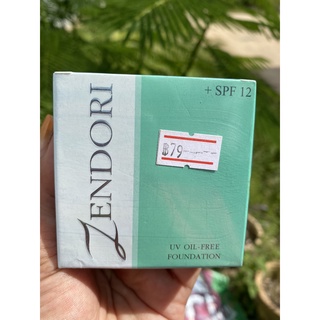 + SPF 12
ZENDORI
฿79
UV OIL-FREE
FOUNDATION